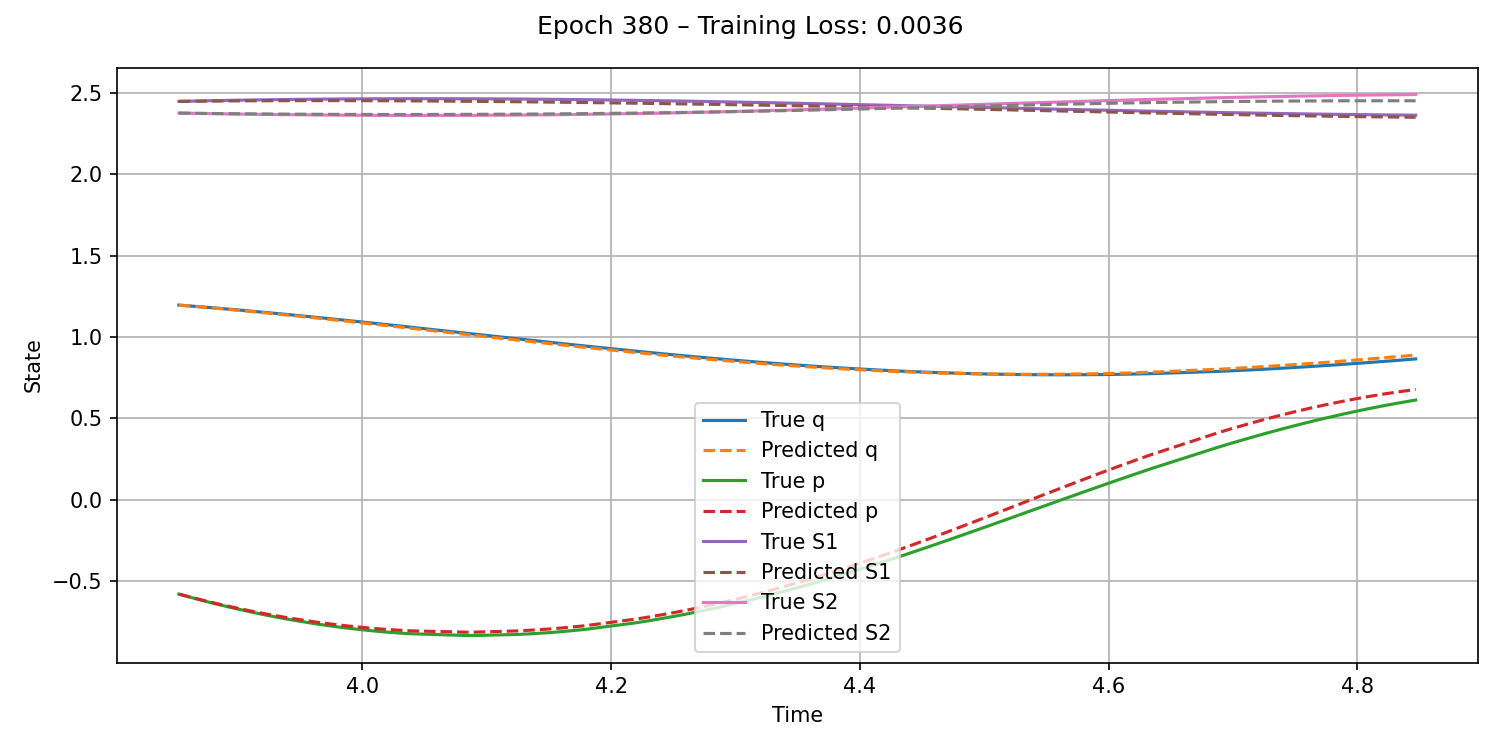 Epoch 380 – Training Loss: 0.0036
2.5
2.0
1.5
1.0
0.5
0.0
−0.5
State
True q
Predicted q
True p
Predicted p
True S1
Predicted S1
True S2
Predicted S2
4.0 4.2 4.4 4.6 4.8
Time